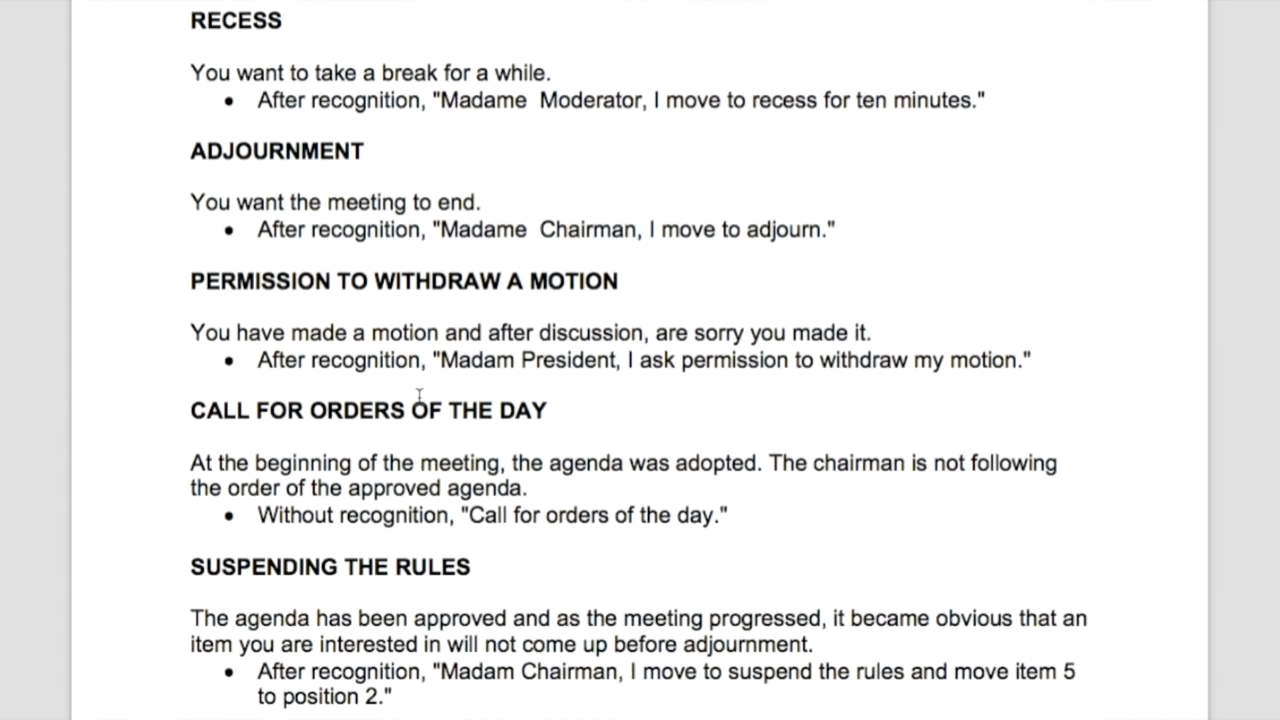 RECESS
You want to take a break for a while.
• After recognition, "Madame  Moderator, I move to recess for ten minutes."
ADJOURNMENT
You want the meeting to end.
• After recognition, "Madame  Chairman, I move to adjourn."
PERMISSION TO WITHDRAW A MOTION
You have made a motion and after discussion, are sorry you made it.
• After recognition, "Madam President, I ask permission to withdraw my motion."
CALL FOR ORDERS OF THE DAY
At the beginning of the meeting, the agenda was adopted. The chairman is not following
the order of the approved agenda.
• Without recognition, "Call for orders of the day."
SUSPENDING THE RULES
The agenda has been approved and as the meeting progressed, it became obvious that an
item you are interested in will not come up before adjournment.
• After recognition, "Madam Chairman, I move to suspend the rules and move item 5
to position 2."